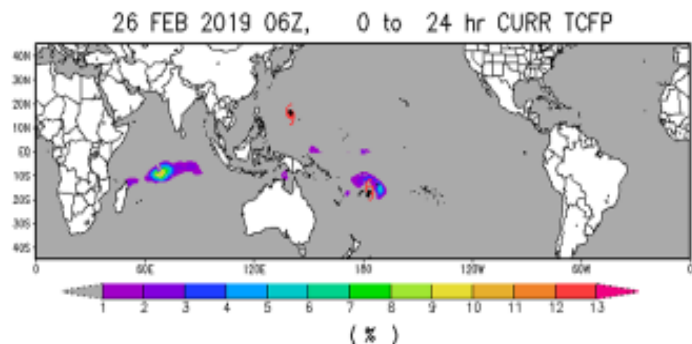 26 FEB 2019 06Z, 0 to 24 hr CURR TCFP
40N
30N
20N
10N
EQ
10S
20S
30S
40S
0 60E 120E 180 120W 60W 0
1 2 3 4 5 6 7 8 9 10 11 12 13
( % )